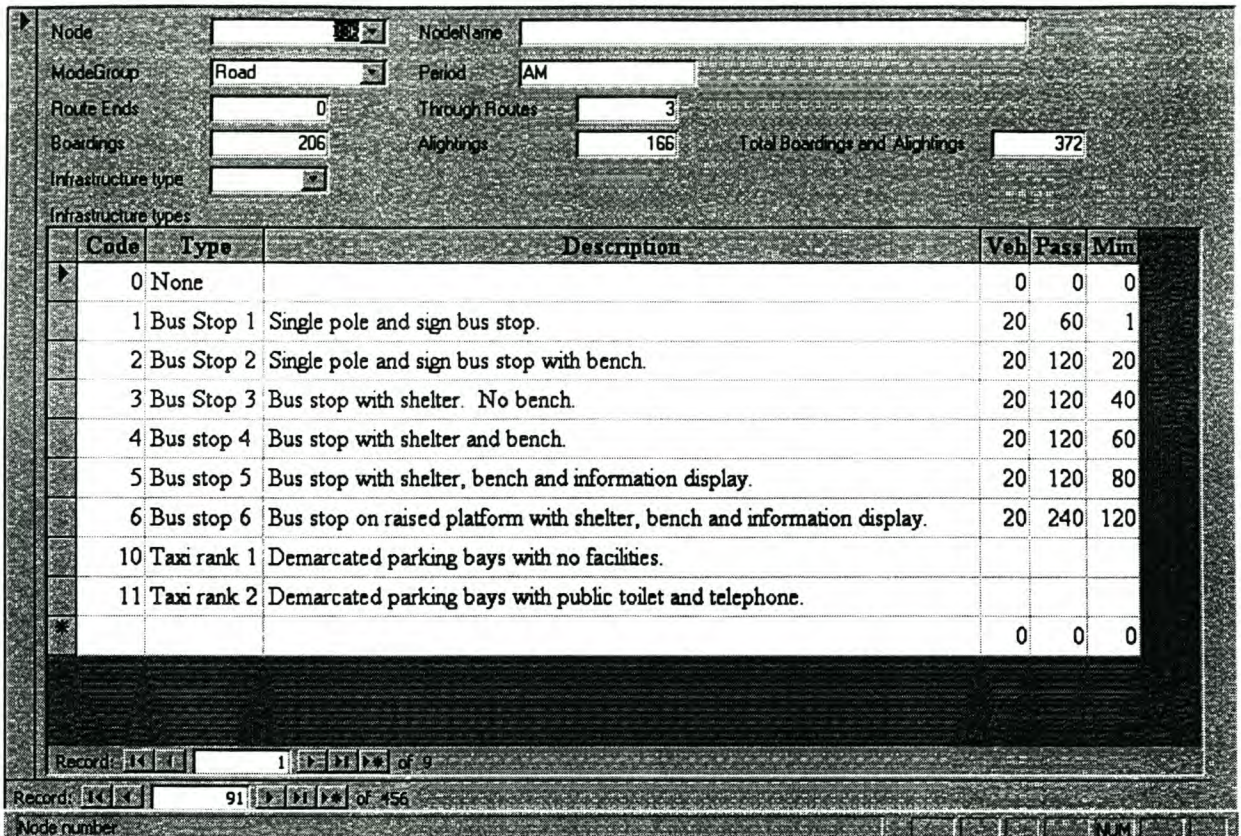 Node NodeName
ModeGroup Road Period AM
Route Ends 0 Through Routes 3
Boardings 206 Alightings 166 Total Boardings and Alightings 372
Infrastructure type
Infrastructure types
Code Type Description Veh Pass Min
0 None 0 0 0
1 Bus Stop 1 Single pole and sign bus stop. 20 60 1
2 Bus Stop 2 Single pole and sign bus stop with bench. 20 120 20
3 Bus Stop 3 Bus stop with shelter. No bench. 20 120 40
4 Bus stop 4 Bus stop with shelter and bench. 20 120 60
5 Bus stop 5 Bus stop with shelter, bench and information display. 20 120 80
6 Bus stop 6 Bus stop on raised platform with shelter, bench and information display. 20 240 120
10 Taxi rank 1 Demarcated parking bays with no facilities.
11 Taxi rank 2 Demarcated parking bays with public toilet and telephone.
0 0 0
Record: 1 of 9
Record: 91 of 456
Node number NUM